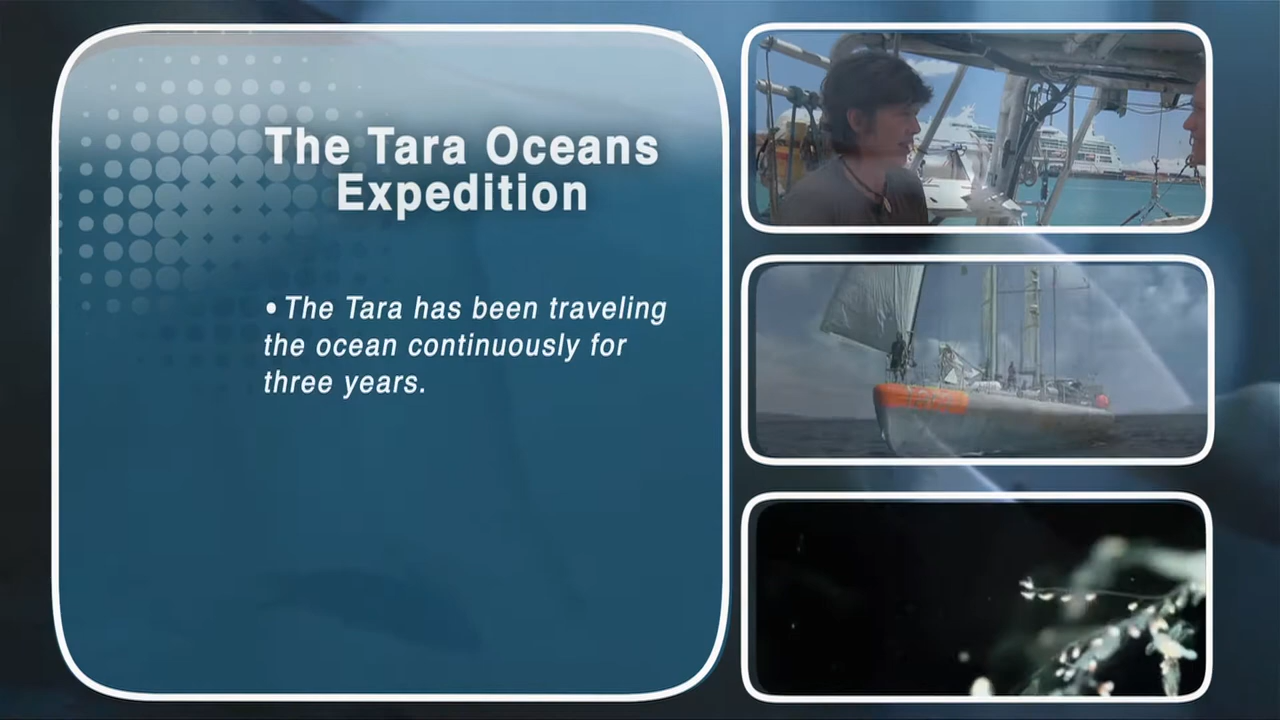 The Tara Oceans
Expedition
• The Tara has been traveling
the ocean continuously for
three years.